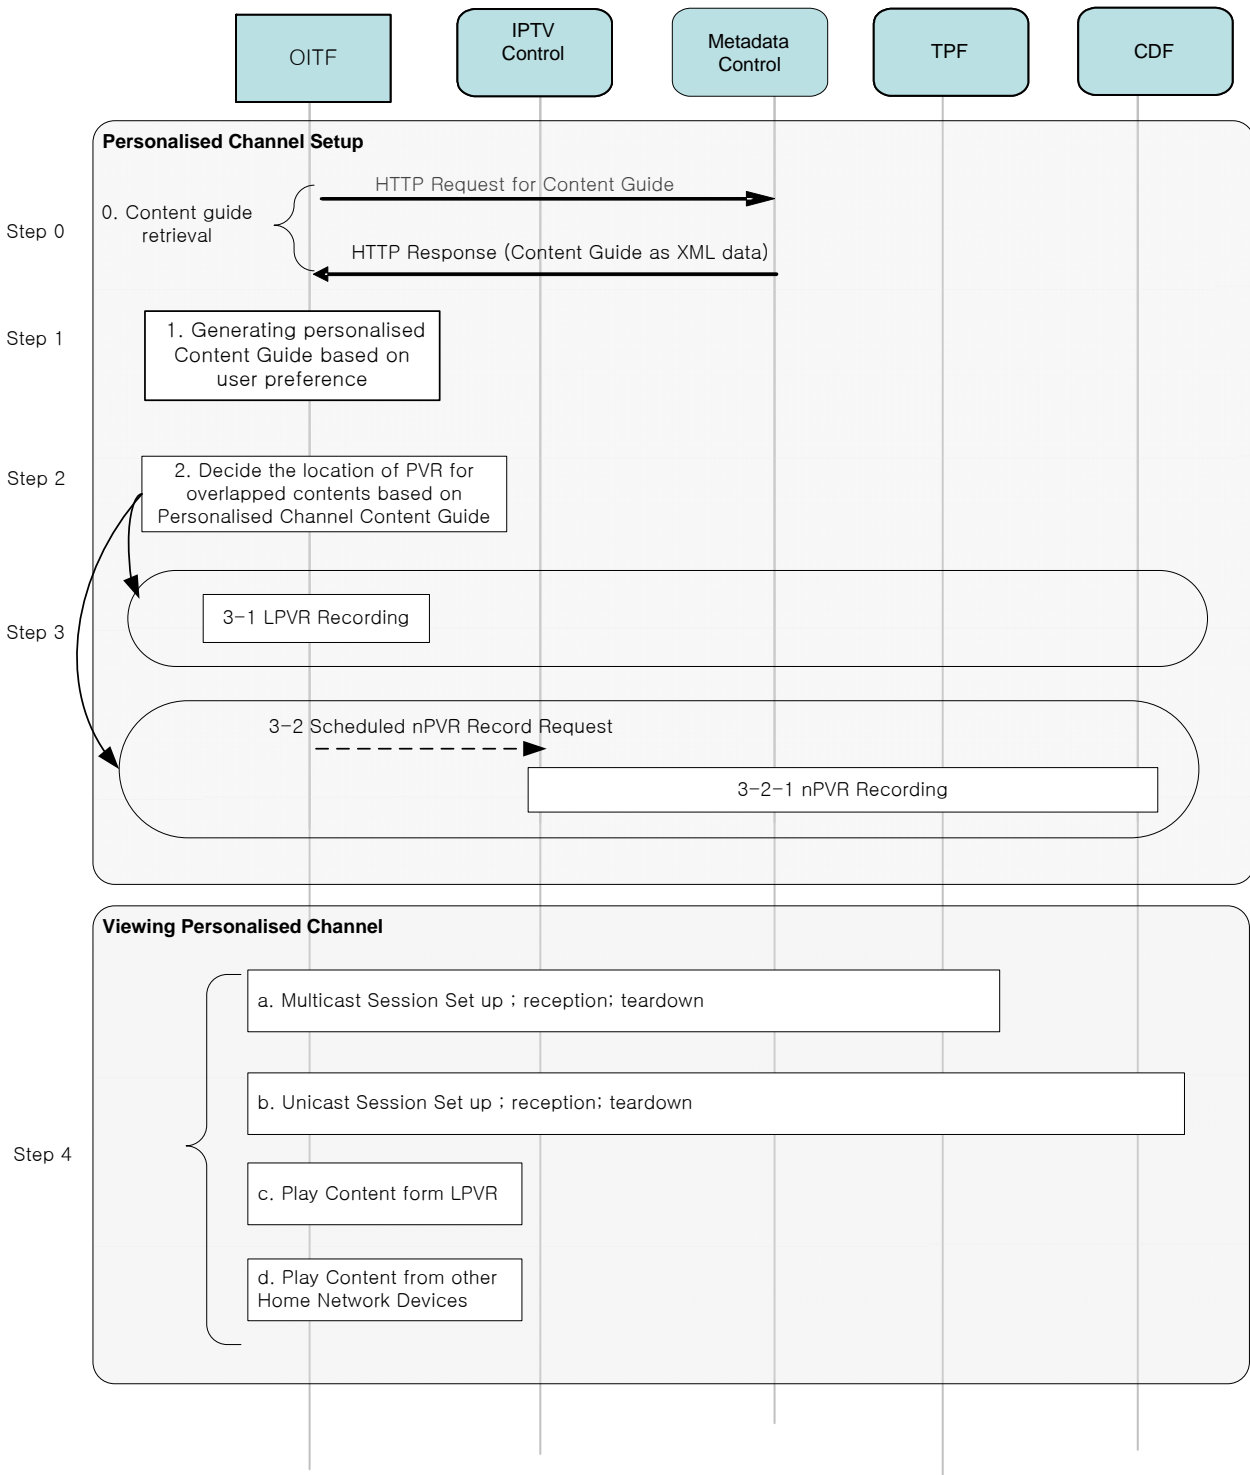 OITF
IPTV
Control
Metadata
Control
TPF
CDF
Personalised Channel Setup
HTTP Request for Content Guide
Step 0
0. Content guide
retrieval
HTTP Response (Content Guide as XML data)
Step 1
1. Generating personalised
Content Guide based on
user preference
Step 2
2. Decide the location of PVR for
overlapped contents based on
Personalised Channel Content Guide
Step 3
3-1 LPVR Recording
3-2 Scheduled nPVR Record Request
3-2-1 nPVR Recording
Viewing Personalised Channel
a. Multicast Session Set up ; reception; teardown
b. Unicast Session Set up ; reception; teardown
Step 4
c. Play Content form LPVR
d. Play Content from other
Home Network Devices